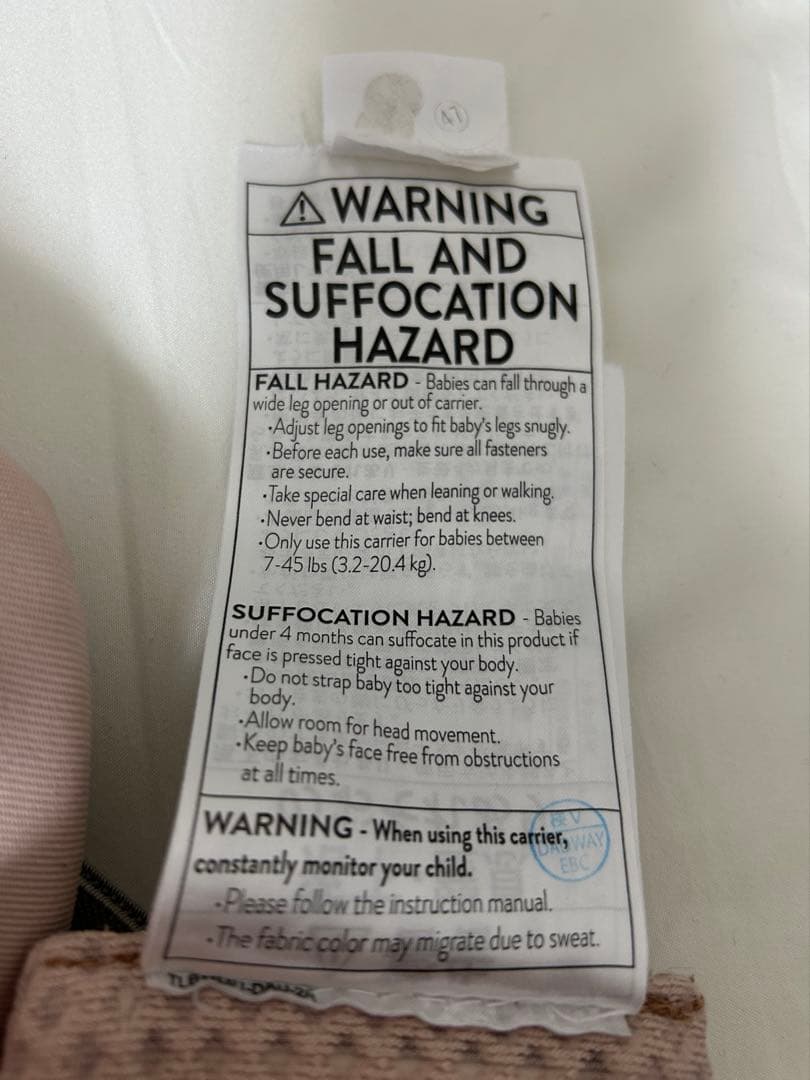 47
⚠ WARNING
FALL AND
SUFFOCATION
HAZARD
FALL HAZARD - Babies can fall through a
wide leg opening or out of carrier.
·Adjust leg openings to fit baby's legs snugly.
·Before each use, make sure all fasteners
are secure.
·Take special care when leaning or walking.
·Never bend at waist; bend at knees.
·Only use this carrier for babies between
7-45 lbs (3.2-20.4 kg).
SUFFOCATION HAZARD - Babies
under 4 months can suffocate in this product if
face is pressed tight against your body.
·Do not strap baby too tight against your
body.
·Allow room for head movement.
·Keep baby's face free from obstructions
at all times.
WARNING - When using this carrier,
constantly monitor your child.
·Please follow the instruction manual.
·The fabric color may migrate due to sweat.
検 V
DADWAY
EBC